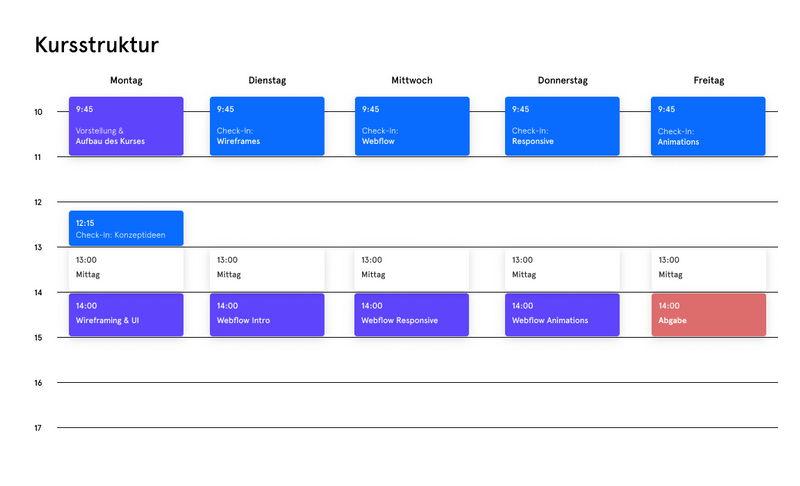 Kursstruktur
Montag
Dienstag
Mittwoch
Donnerstag
Freitag
10
9:45
Vorstellung &
Aufbau des Kurses
9:45
Check-In:
Wireframes
9:45
Check-In:
Webflow
9:45
Check-In:
Responsive
9:45
Check-In:
Animations
11
12
12:15
Check-In: Konzeptideen
13
13:00
Mittag
13:00
Mittag
13:00
Mittag
13:00
Mittag
13:00
Mittag
14
14:00
Wireframing & UI
14:00
Webflow Intro
14:00
Webflow Responsive
14:00
Webflow Animations
14:00
Abgabe
15
16
17